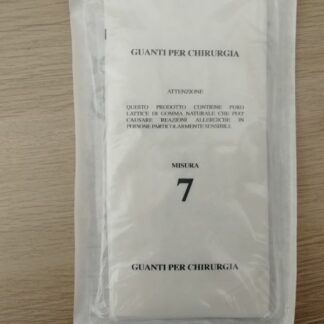 GUANTI PER CHIRURGIA
ATTENZIONE
QUESTO PRODOTTO CONTIENE PURO
LATTICE DI GOMMA NATURALE CHE PUO'
CAUSARE REAZIONI ALLERGICHE IN
PERSONE PARTICOLARMENTE SENSIBILI.
MISURA
7
GUANTI PER CHIRURGIA